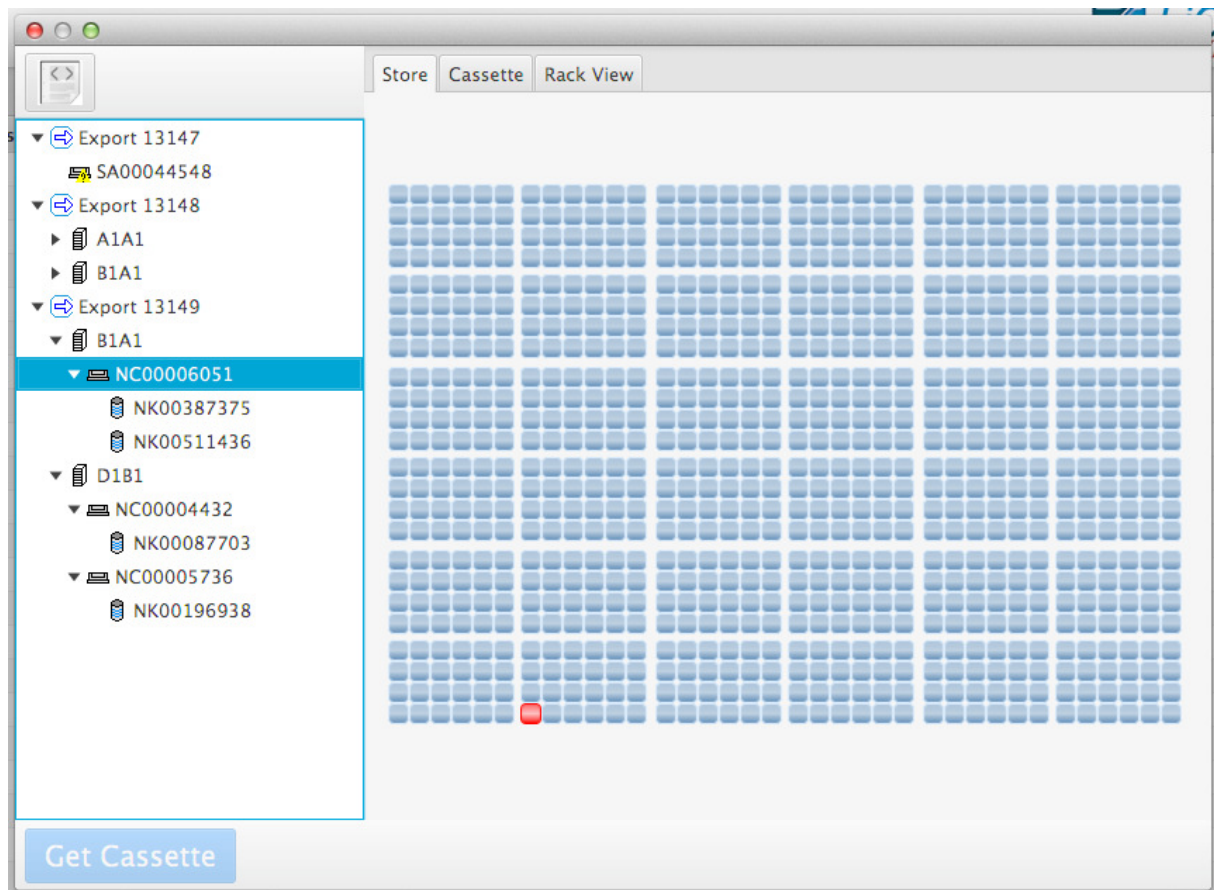 Store Cassette Rack View
Export 13147
SA00044548
Export 13148
A1A1
B1A1
Export 13149
B1A1
NC00006051
NK00387375
NK00511436
D1B1
NC00004432
NK00087703
NC00005736
NK00196938
Get Cassette